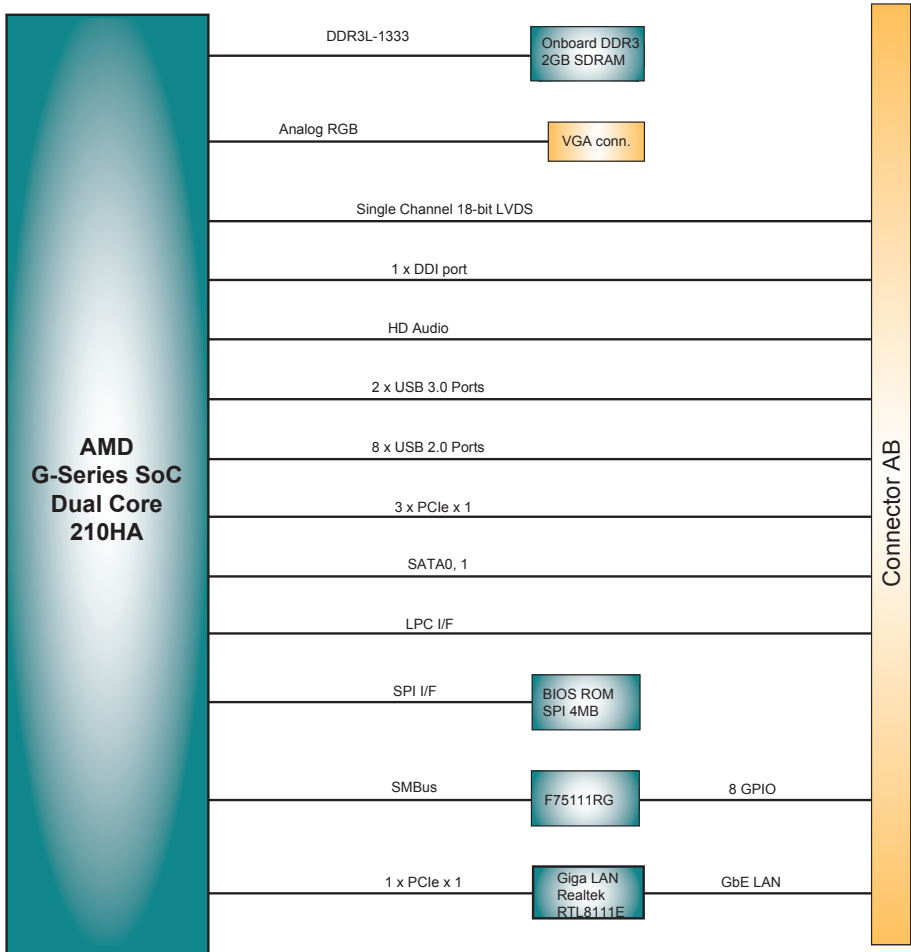 DDR3L-1333
Onboard DDR3
2GB SDRAM
Analog RGB
VGA conn.
Single Channel 18-bit LVDS
1 x DDI port
HD Audio
2 x USB 3.0 Ports
AMD
G-Series SoC
Dual Core
210HA
8 x USB 2.0 Ports
3 x PCIe x 1
Connector AB
SATA0, 1
LPC I/F
SPI I/F
BIOS ROM
SPI 4MB
SMBus
F75111RG
8 GPIO
1 x PCIe x 1
Giga LAN
Realtek
RTL8111E
GbE LAN